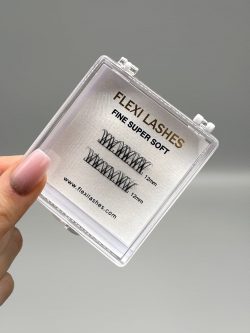 FLEXI LASHES
FINE SUPER SOFT
12mm
12mm
www.flexilashes.com